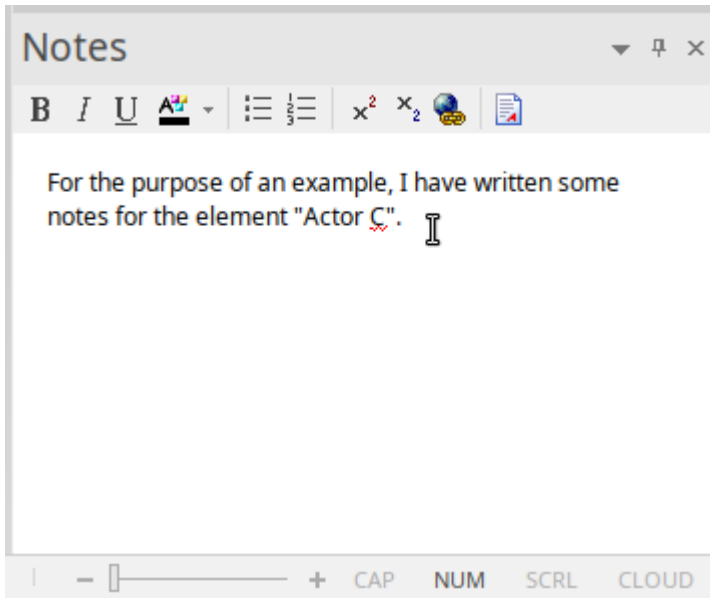 Notes
B I U A x² x₂
For the purpose of an example, I have written some
notes for the element "Actor C".
CAP NUM SCRL CLOUD